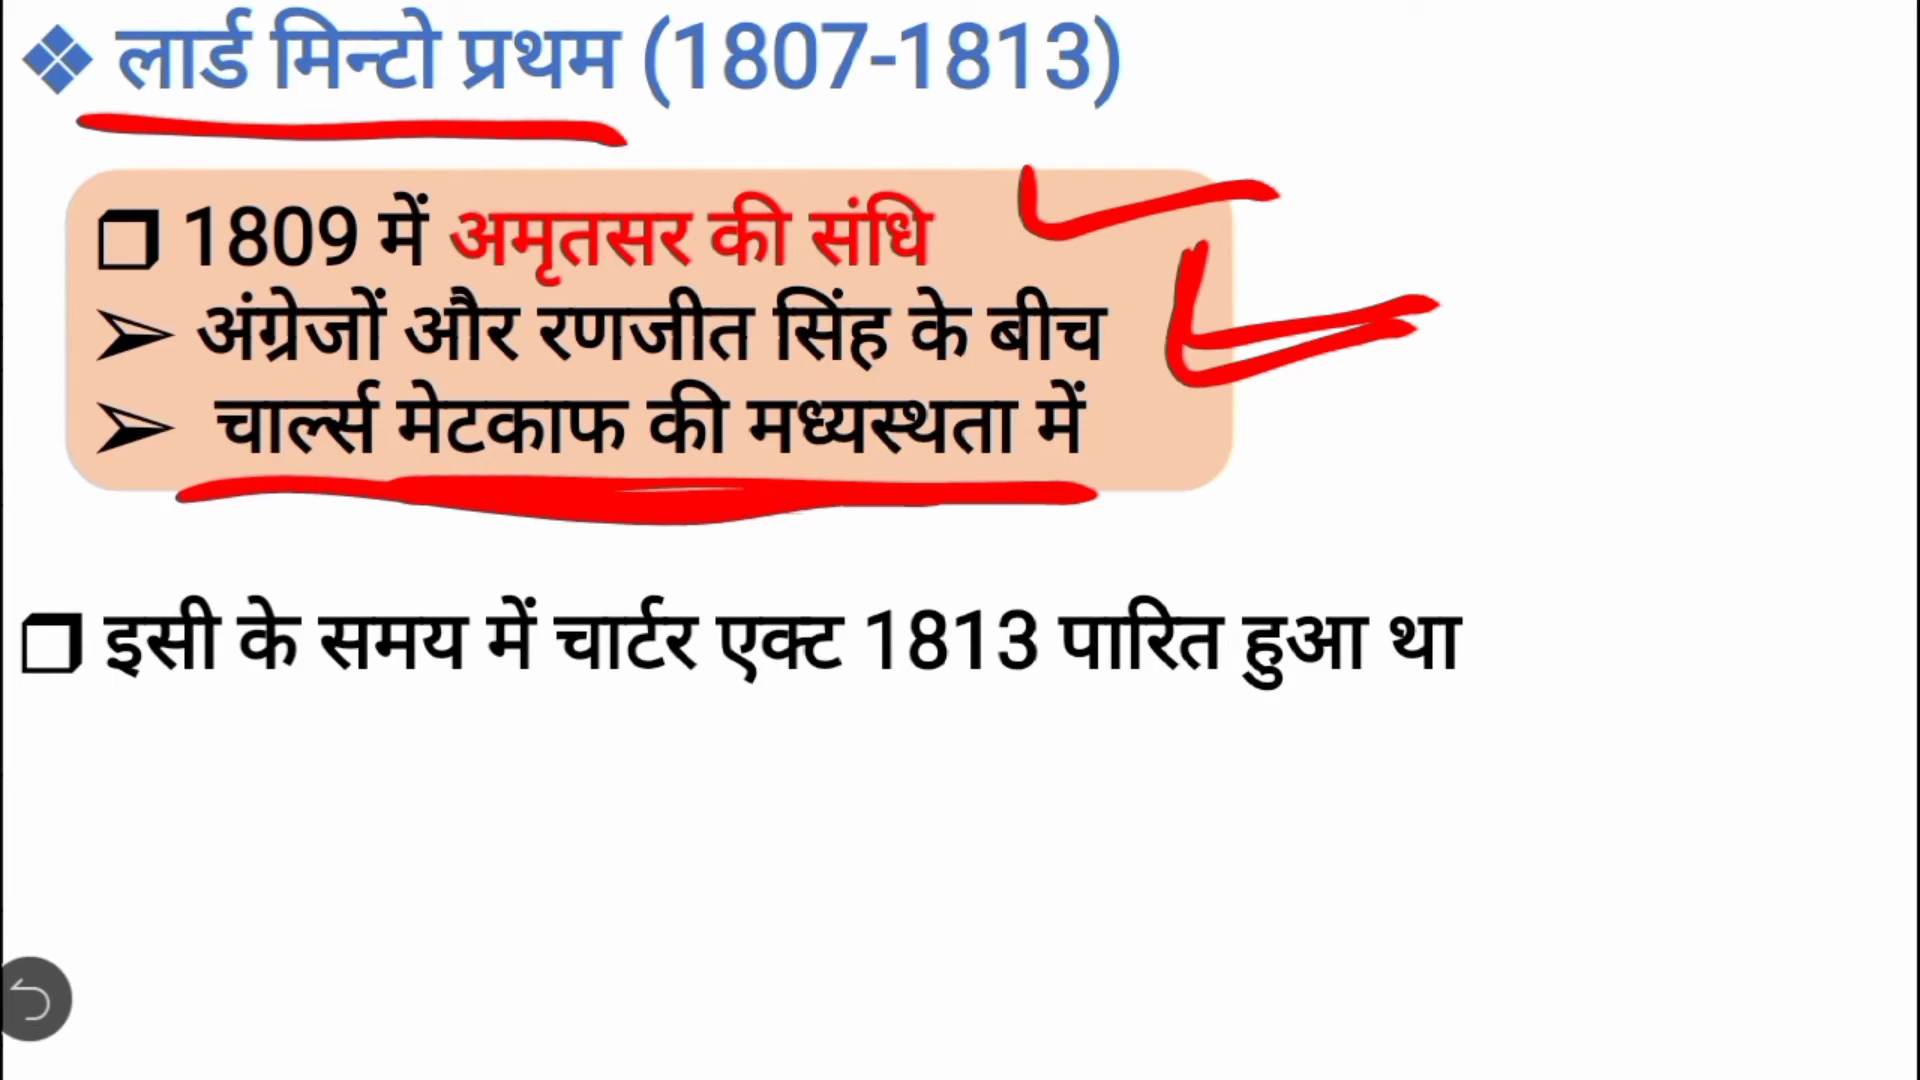 ❖ लार्ड मिन्टो प्रथम (1807-1813)
❒ 1809 में अमृतसर की संधि
➢ अंग्रेजों और रणजीत सिंह के बीच
➢ चार्ल्स मेटकाफ की मध्यस्थता में
❒ इसी के समय में चार्टर एक्ट 1813 पारित हुआ था